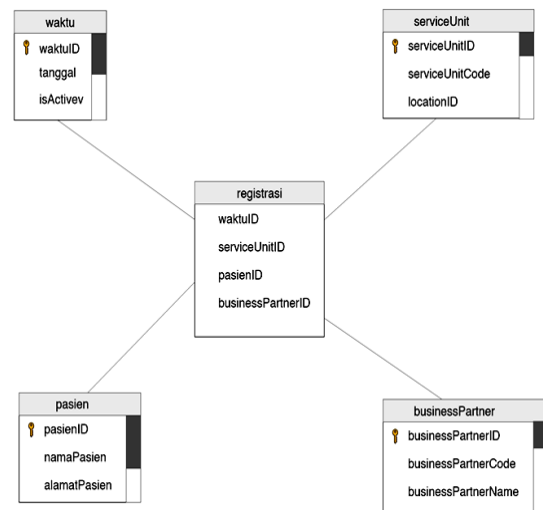 waktu
waktuID
tanggal
isActivev
serviceUnit
serviceUnitID
serviceUnitCode
locationID
registrasi
waktuID
serviceUnitID
pasienID
businessPartnerID
pasien
pasienID
namaPasien
alamatPasien
businessPartner
businessPartnerID
businessPartnerCode
businessPartnerName